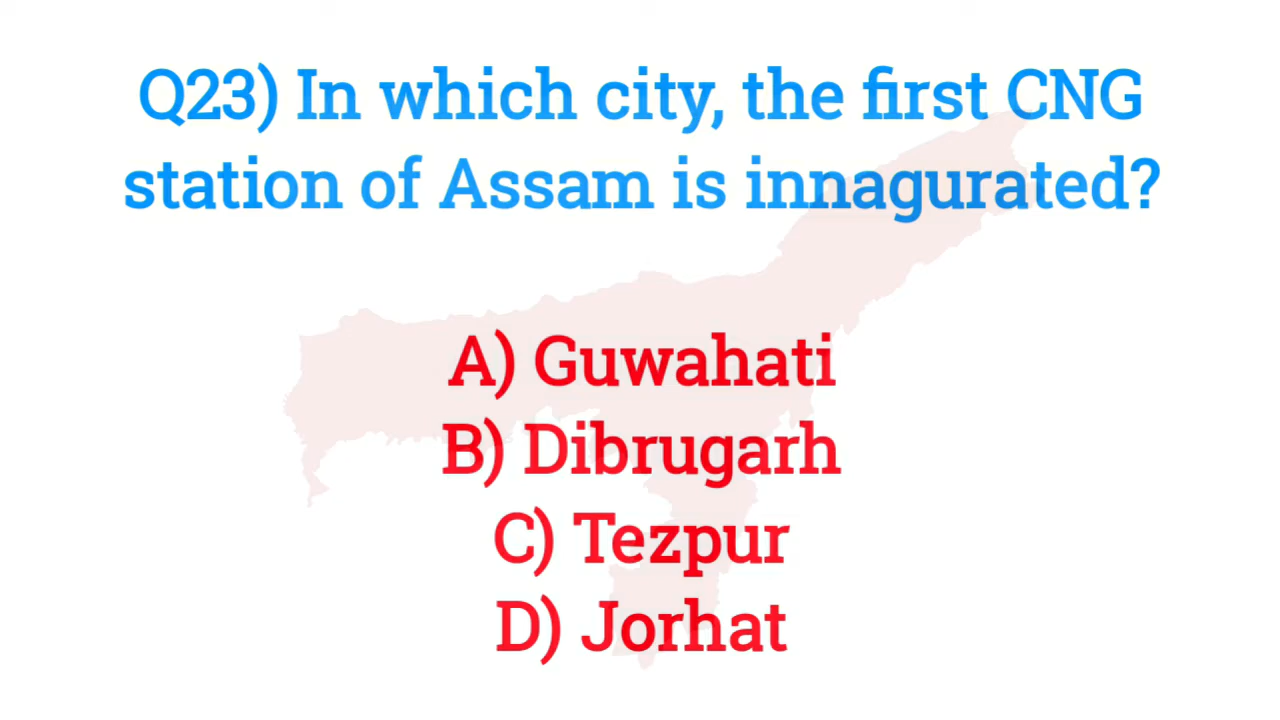 Q23) In which city, the first CNG
station of Assam is innagurated?
A) Guwahati
B) Dibrugarh
C) Tezpur
D) Jorhat